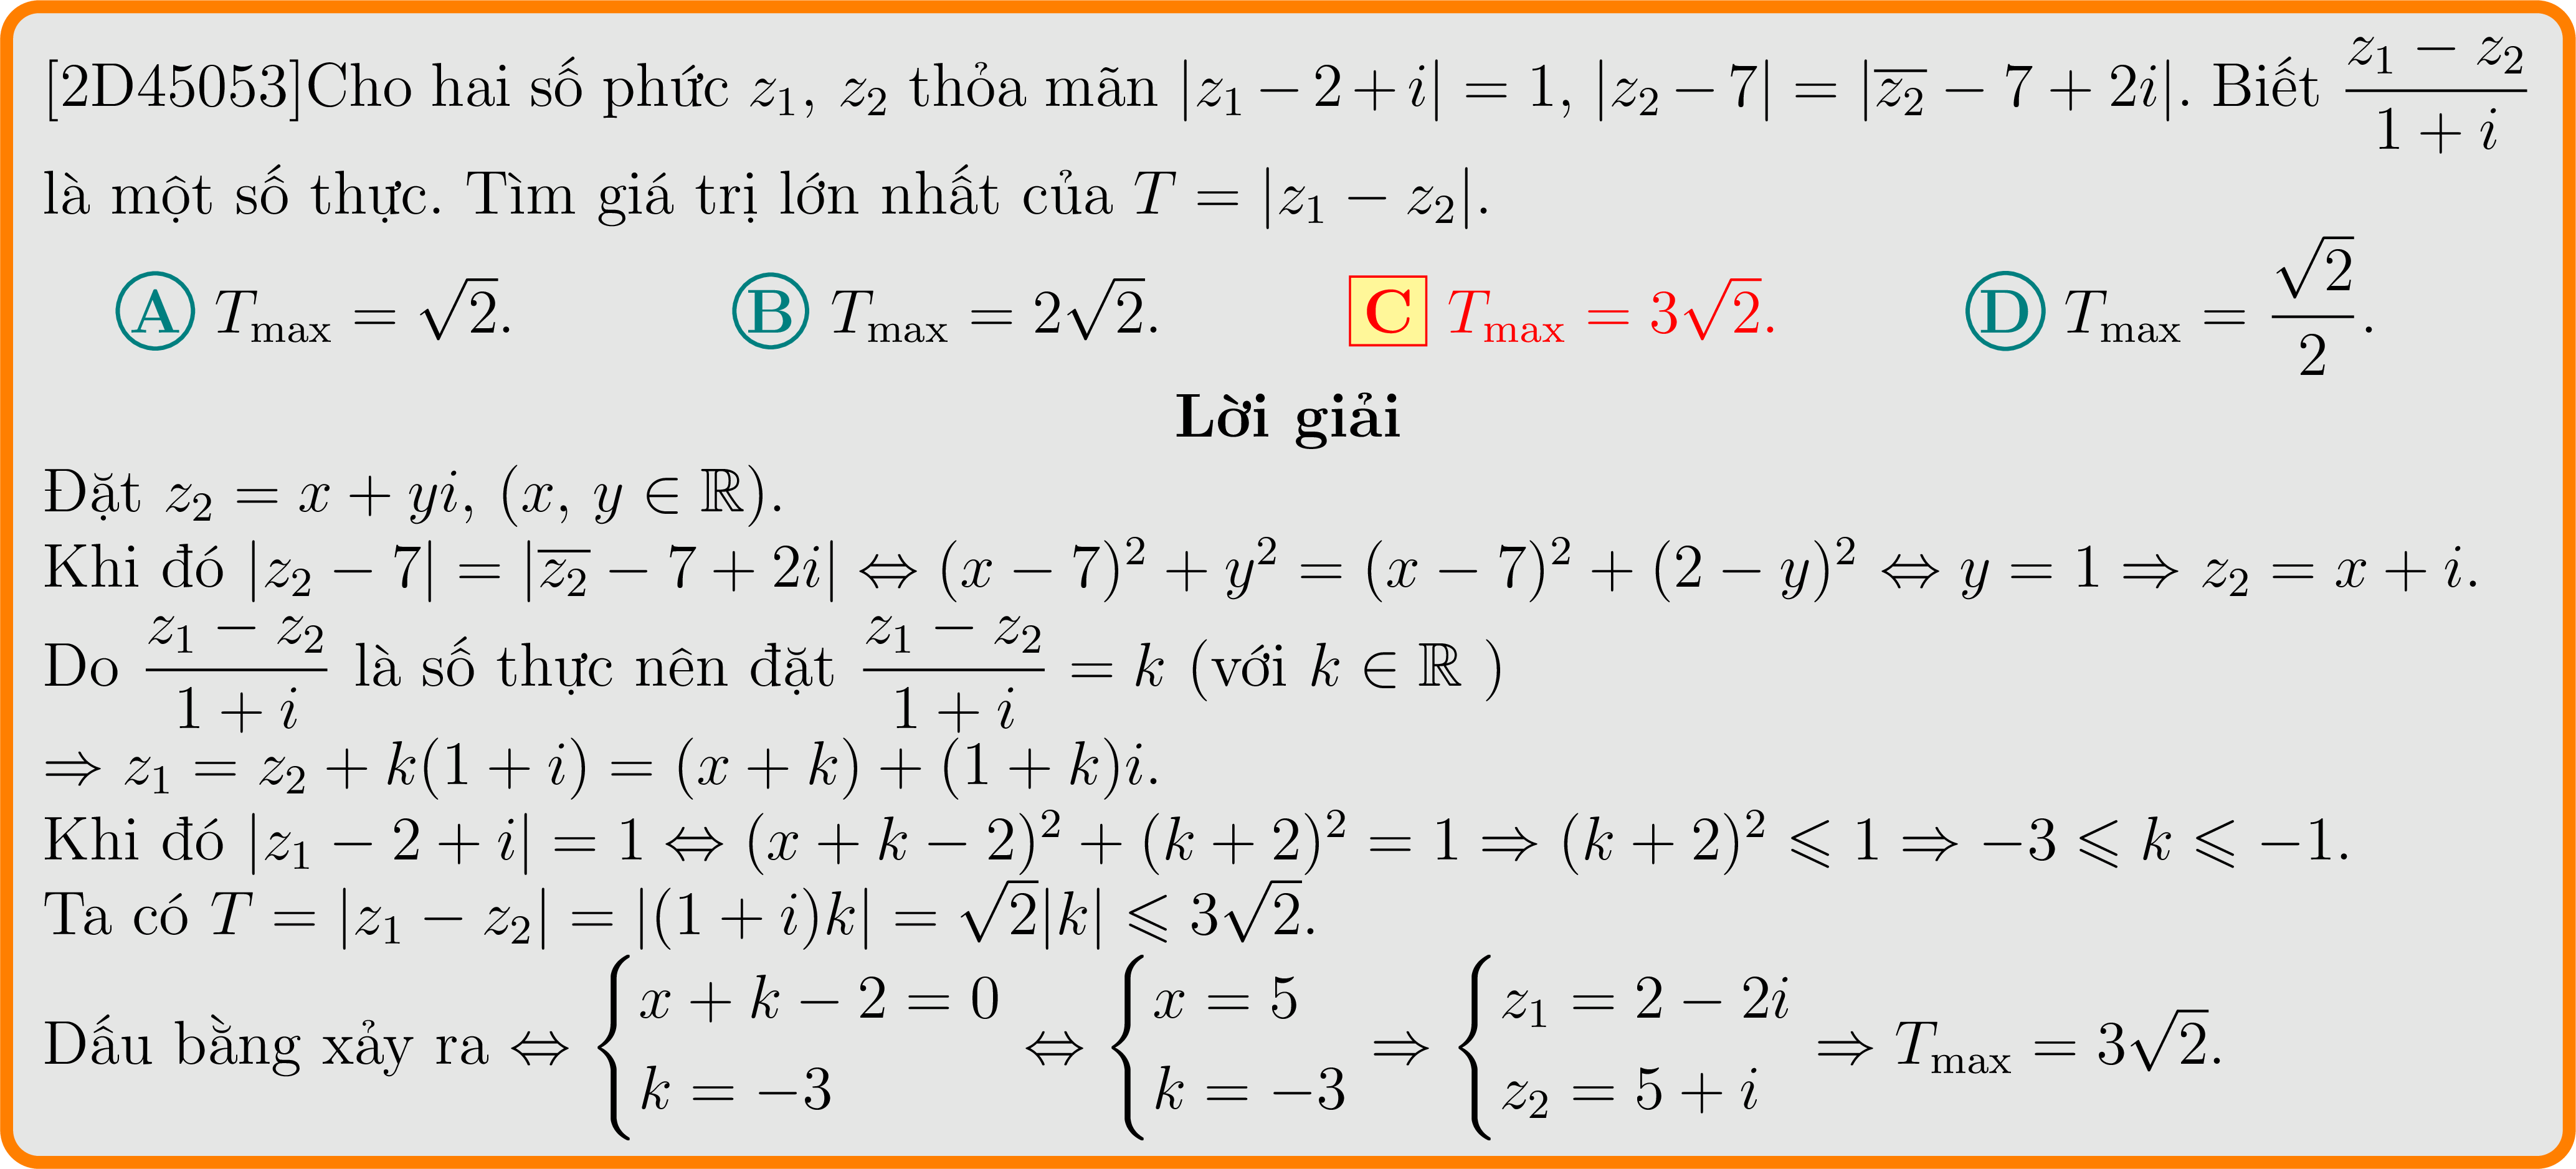 [2D45053]Cho hai số phức $z_1$, $z_2$ thỏa mãn $|z_1 - 2 + i| = 1$, $|z_2 - 7| = |\overline{z_2} - 7 + 2i|$. Biết $\dfrac{z_1 - z_2}{1 + i}$
là một số thực. Tìm giá trị lớn nhất của $T = |z_1 - z_2|$.
A $T_{\max} = \sqrt{2}$. B $T_{\max} = 2\sqrt{2}$. C $T_{\max} = 3\sqrt{2}$. D $T_{\max} = \dfrac{\sqrt{2}}{2}$.
Lời giải
Đặt $z_2 = x + yi$, $(x, y \in \mathbb{R})$.
Khi đó $|z_2 - 7| = |\overline{z_2} - 7 + 2i| \Leftrightarrow (x - 7)^2 + y^2 = (x - 7)^2 + (2 - y)^2 \Leftrightarrow y = 1 \Rightarrow z_2 = x + i$.
Do $\dfrac{z_1 - z_2}{1 + i}$ là số thực nên đặt $\dfrac{z_1 - z_2}{1 + i} = k$ (với $k \in \mathbb{R}$ )
$\Rightarrow z_1 = z_2 + k(1 + i) = (x + k) + (1 + k)i$.
Khi đó $|z_1 - 2 + i| = 1 \Leftrightarrow (x + k - 2)^2 + (k + 2)^2 = 1 \Rightarrow (k + 2)^2 \leqslant 1 \Rightarrow -3 \leqslant k \leqslant -1$.
Ta có $T = |z_1 - z_2| = |(1 + i)k| = \sqrt{2}|k| \leqslant 3\sqrt{2}$.
Dấu bằng xảy ra $\Leftrightarrow \begin{cases} x + k - 2 = 0 \\ k = -3 \end{cases} \Leftrightarrow \begin{cases} x = 5 \\ k = -3 \end{cases} \Rightarrow \begin{cases} z_1 = 2 - 2i \\ z_2 = 5 + i \end{cases} \Rightarrow T_{\max} = 3\sqrt{2}$.